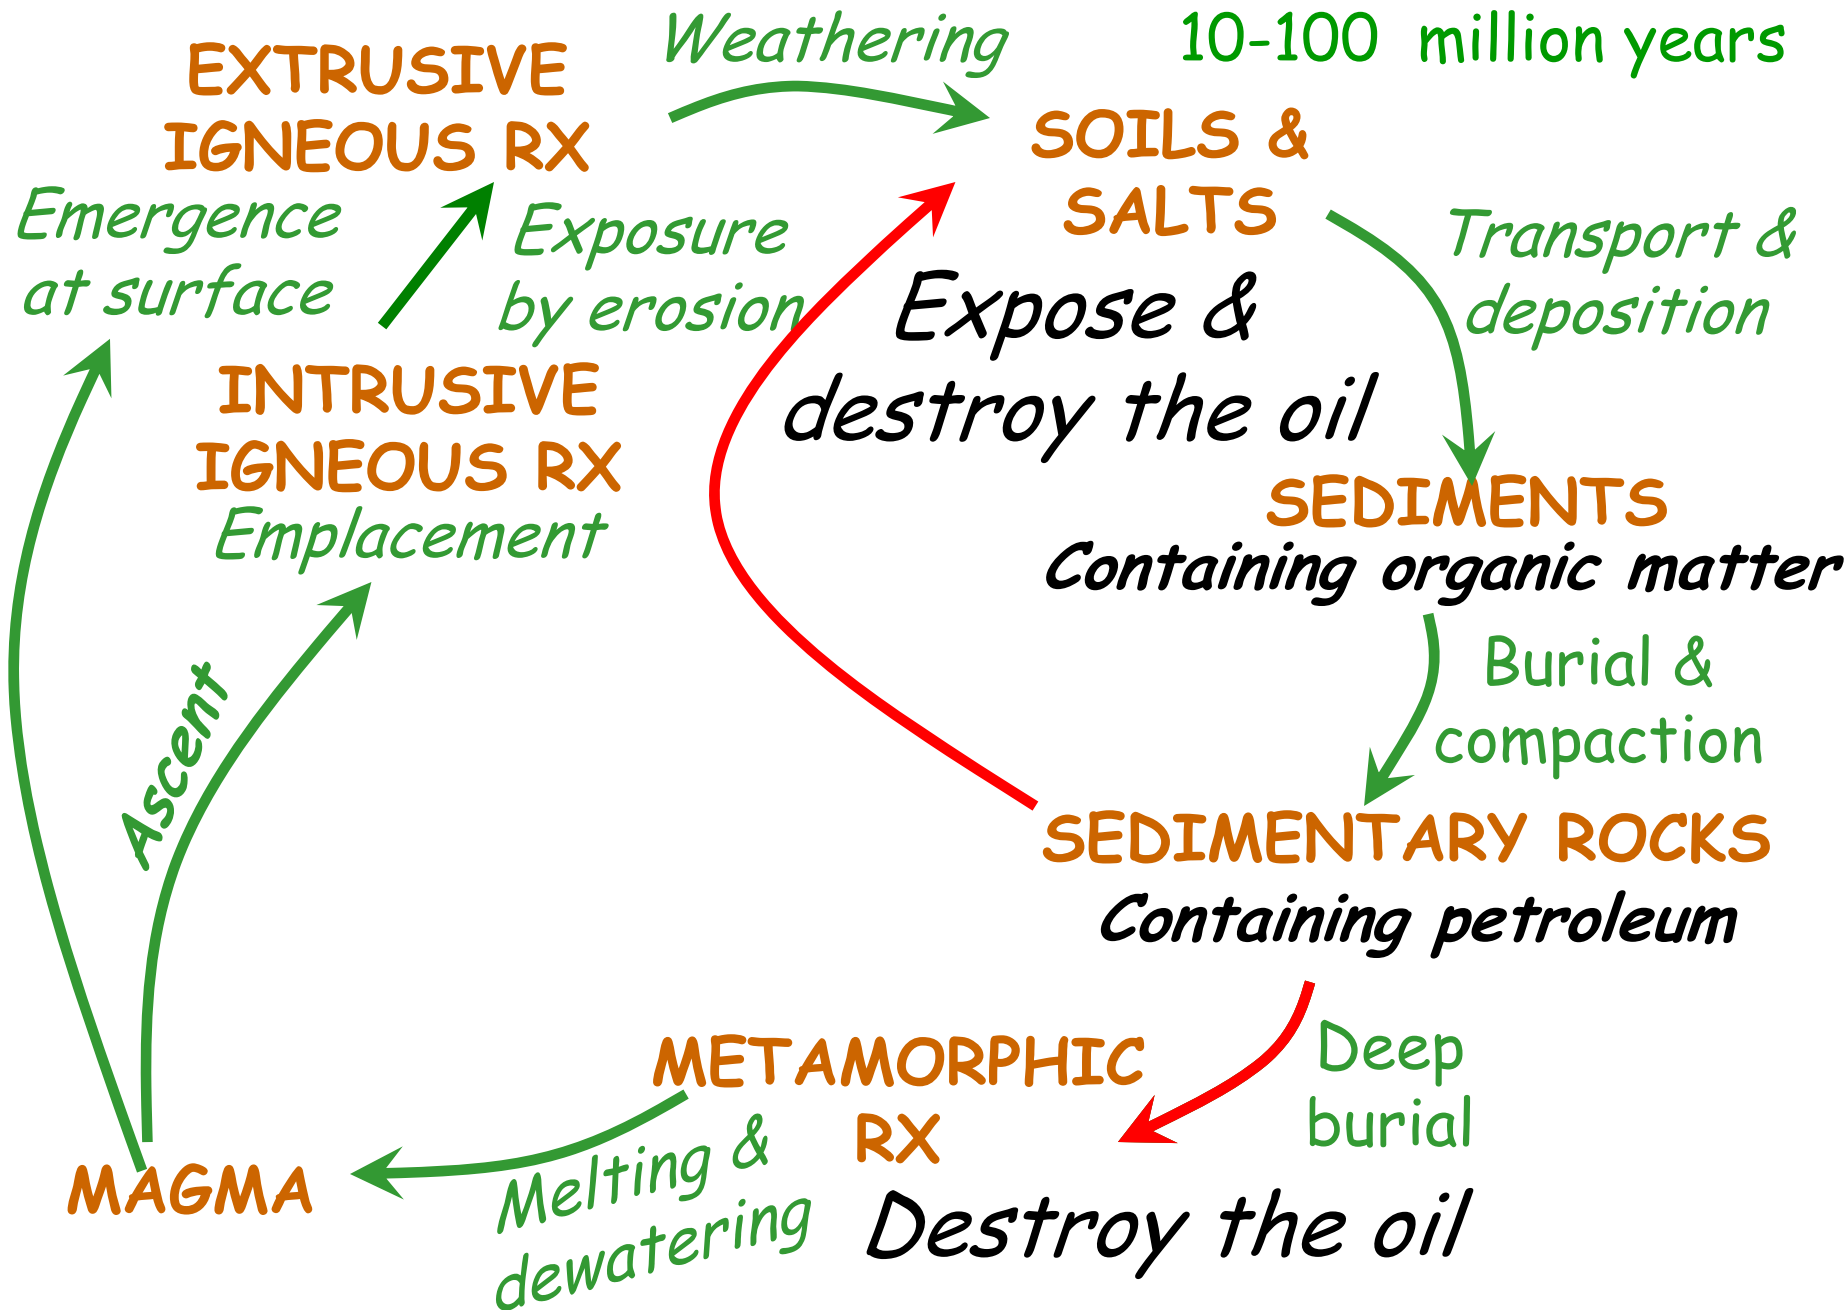 Weathering
10-100 million years
EXTRUSIVE
IGNEOUS RX
SOILS &
SALTS
Emergence
at surface
Exposure
by erosion
Transport &
deposition
Expose &
destroy the oil
INTRUSIVE
IGNEOUS RX
Emplacement
SEDIMENTS
Containing organic matter
Burial &
compaction
Ascent
SEDIMENTARY ROCKS
Containing petroleum
Deep
burial
METAMORPHIC
RX
Melting &
dewatering
MAGMA
Destroy the oil